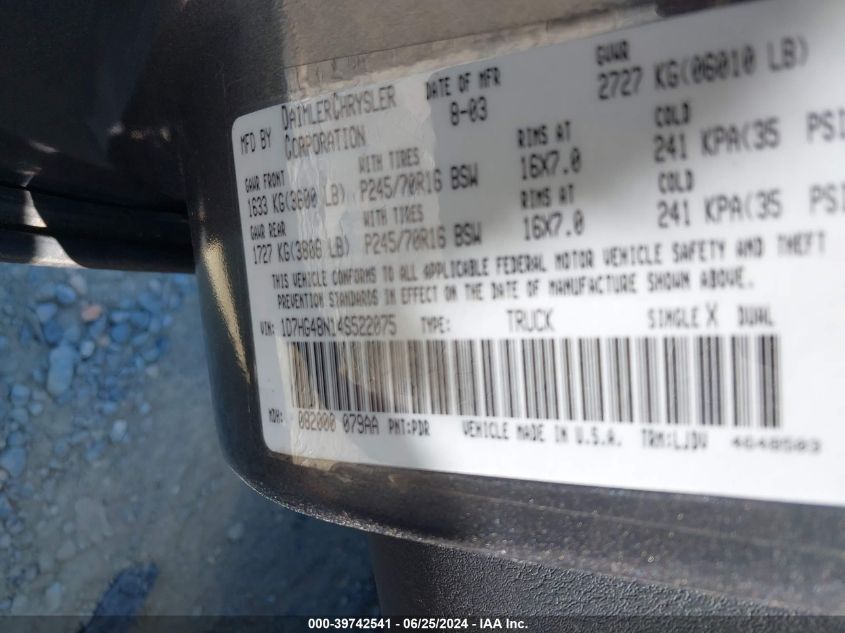 MFD BY DAIMLERCHRYSLER CORPORATION DATE OF MFR 8-03 GVWR 2727 KG(06010 LB)
GAWR FRONT WITH TIRES RIMS AT COLD
1633 KG(3600 LB) P245/70R16 BSW 16X7.0 241 KPA(35 PSI
GAWR REAR WITH TIRES RIMS AT COLD
1727 KG(3808 LB) P245/70R16 BSW 16X7.0 241 KPA(35 PSI
THIS VEHICLE CONFORMS TO ALL APPLICABLE FEDERAL MOTOR VEHICLE SAFETY AND THEFT
PREVENTION STANDARDS IN EFFECT ON THE DATE OF MANUFACTURE SHOWN ABOVE.
VIN: 1D7HG48N14S522075 TYPE: TRUCK SINGLE X DUAL
MDH: 082000 079AA PNT:PDR VEHICLE MADE IN U.S.A. TRM:LJDV 4648503
000-39742541 - 06/25/2024 - IAA Inc.